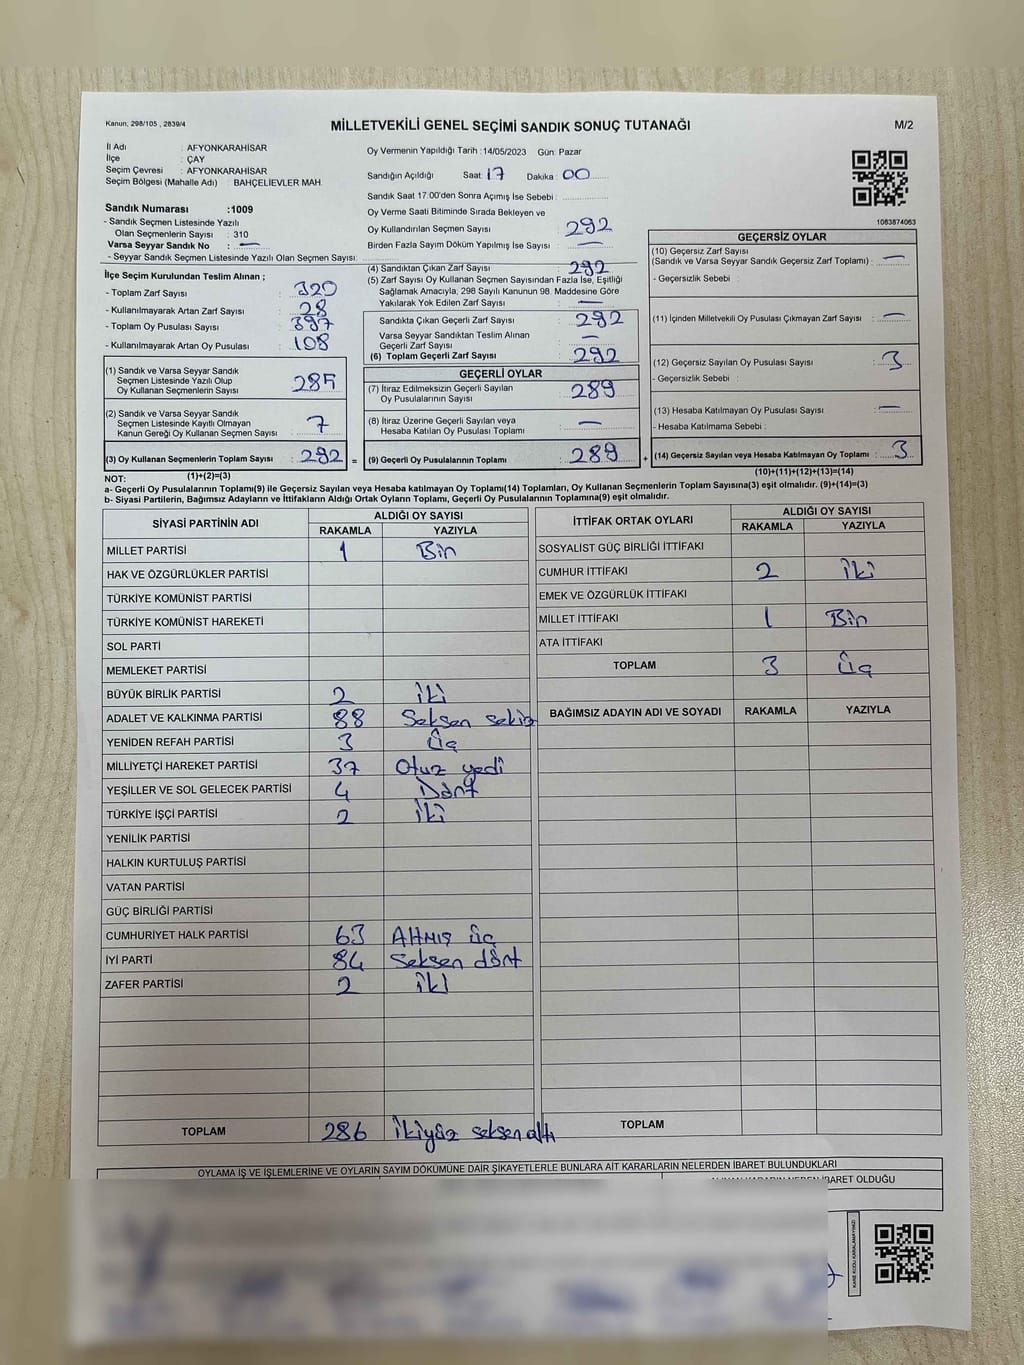 Kanun, 298/105 , 2839/4
MİLLETVEKİLİ GENEL SEÇİMİ SANDIK SONUÇ TUTANAĞI
M/2
İl Adı : AFYONKARAHİSAR
İlçe : ÇAY
Seçim Çevresi : AFYONKARAHİSAR
Seçim Bölgesi (Mahalle Adı) : BAHÇELİEVLER MAH.
Sandık Numarası :1009
- Sandık Seçmen Listesinde Yazılı
Olan Seçmenlerin Sayısı : 310
Varsa Seyyar Sandık No : —
- Seyyar Sandık Seçmen Listesinde Yazılı Olan Seçmen Sayısı:
Oy Vermenin Yapıldığı Tarih :14/05/2023 Gün: Pazar
Sandığın Açıldığı Saat: 17 Dakika: 00
Sandık Saat 17:00'den Sonra Açımış İse Sebebi :
Oy Verme Saati Bitiminde Sırada Bekleyen ve
Oy Kullandırılan Seçmen Sayısı : 292
Birden Fazla Sayım Döküm Yapılmış İse Sayısı : —
1083874063
İlçe Seçim Kurulundan Teslim Alınan ;
- Toplam Zarf Sayısı : 320
- Kullanılmayarak Artan Zarf Sayısı : 28
- Toplam Oy Pusulası Sayısı : 397
- Kullanılmayarak Artan Oy Pusulası : 108
(1) Sandık ve Varsa Seyyar Sandık
Seçmen Listesinde Yazılı Olup
Oy Kullanan Seçmenlerin Sayısı : 285
(2) Sandık ve Varsa Seyyar Sandık
Seçmen Listesinde Kayıtlı Olmayan
Kanun Gereği Oy Kullanan Seçmen Sayısı : 7
(3) Oy Kullanan Seçmenlerin Toplam Sayısı : 292 =
(1)+(2)=(3)
(4) Sandıktan Çıkan Zarf Sayısı : 292
(5) Zarf Sayısı Oy Kullanan Seçmen Sayısından Fazla İse, Eşitliği
Sağlamak Amacıyla, 298 Sayılı Kanunun 98. Maddesine Göre
Yakılarak Yok Edilen Zarf Sayısı : —
Sandıkta Çıkan Geçerli Zarf Sayısı : 292
Varsa Seyyar Sandıktan Teslim Alınan
Geçerli Zarf Sayısı : —
(6) Toplam Geçerli Zarf Sayısı : 292
GEÇERLİ OYLAR
(7) İtiraz Edilmeksizin Geçerli Sayılan
Oy Pusulalarının Sayısı : 289
(8) İtiraz Üzerine Geçerli Sayılan veya
Hesaba Katılan Oy Pusulası Toplamı : —
(9) Geçerli Oy Pusulalarının Toplamı : 289 +
GEÇERSİZ OYLAR
(10) Geçersiz Zarf Sayısı
(Sandık ve Varsa Seyyar Sandık Geçersiz Zarf Toplamı) : —
- Geçersizlik Sebebi :
(11) İçinden Milletvekili Oy Pusulası Çıkmayan Zarf Sayısı : —
(12) Geçersiz Sayılan Oy Pusulası Sayısı : 3
- Geçersizlik Sebebi :
(13) Hesaba Katılmayan Oy Pusulası Sayısı : —
- Hesaba Katılmama Sebebi :
(14) Geçersiz Sayılan veya Hesaba Katılmayan Oy Toplamı : 3
(10)+(11)+(12)+(13)=(14)
NOT:
a- Geçerli Oy Pusulalarının Toplamı(9) ile Geçersiz Sayılan veya Hesaba katılmayan Oy Toplamı(14) Toplamları, Oy Kullanan Seçmenlerin Toplam Sayısına(3) eşit olmalıdır. (9)+(14)=(3)
b- Siyasi Partilerin, Bağımsız Adayların ve İttifakların Aldığı Ortak Oyların Toplamı, Geçerli Oy Pusulalarının Toplamına(9) eşit olmalıdır.
SİYASİ PARTİNİN ADI ALDIĞI OY SAYISI
RAKAMLA YAZIYLA
MİLLET PARTİSİ 1 Bir
HAK VE ÖZGÜRLÜKLER PARTİSİ
TÜRKİYE KOMÜNİST PARTİSİ
TÜRKİYE KOMÜNİST HAREKETİ
SOL PARTİ
MEMLEKET PARTİSİ
BÜYÜK BİRLİK PARTİSİ 2 iki
ADALET VE KALKINMA PARTİSİ 88 Seksen sekiz
YENİDEN REFAH PARTİSİ 3 üç
MİLLİYETÇİ HAREKET PARTİSİ 37 Otuz yedi
YEŞİLLER VE SOL GELECEK PARTİSİ 4 Dört
TÜRKİYE İŞÇİ PARTİSİ 2 iki
YENİLİK PARTİSİ
HALKIN KURTULUŞ PARTİSİ
VATAN PARTİSİ
GÜÇ BİRLİĞİ PARTİSİ
CUMHURİYET HALK PARTİSİ 63 Altmış üç
İYİ PARTİ 84 Seksen dört
ZAFER PARTİSİ 2 iki
TOPLAM 286 ikiyüz seksen altı
İTTİFAK ORTAK OYLARI ALDIĞI OY SAYISI
RAKAMLA YAZIYLA
SOSYALİST GÜÇ BİRLİĞİ İTTİFAKI
CUMHUR İTTİFAKI 2 iki
EMEK VE ÖZGÜRLÜK İTTİFAKI
MİLLET İTTİFAKI 1 Bir
ATA İTTİFAKI
TOPLAM 3 üç
BAĞIMSIZ ADAYIN ADI VE SOYADI RAKAMLA YAZIYLA
TOPLAM
OYLAMA İŞ VE İŞLEMLERİNE VE OYLARIN SAYIM DÖKÜMÜNE DAİR ŞİKAYETLERLE BUNLARA AİT KARARLARIN NELERDEN İBARET BULUNDUKLARI
ALINAN KARARIN NEDEN İBARET OLDUĞU
KARE KODU KARALAMAYINIZ!